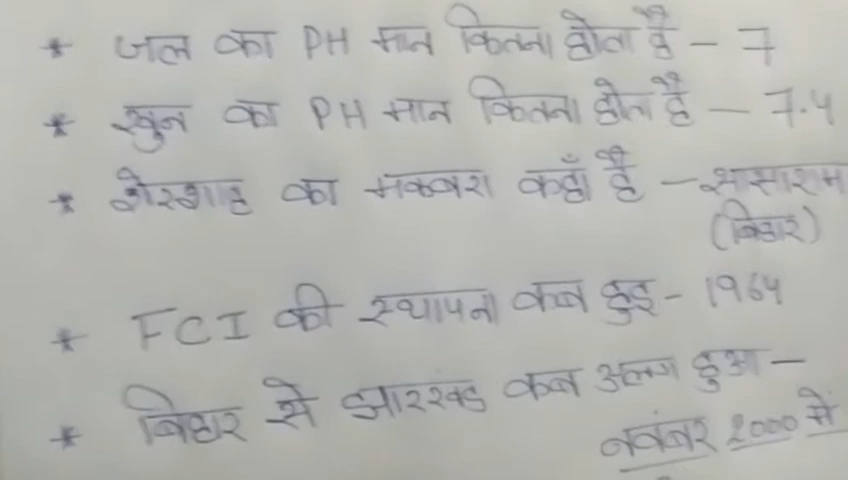 * जल का PH मान कितना होता है - 7
* खुन का PH मान कितना होता है - 7.4
* शेरशाह का मकबरा कहाँ है - सासाराम
(बिहार)
* FCI की स्थापना कब हुइ - 1964
* बिहार से झारखंड कब अलग हुआ -
नवंबर 2000 में